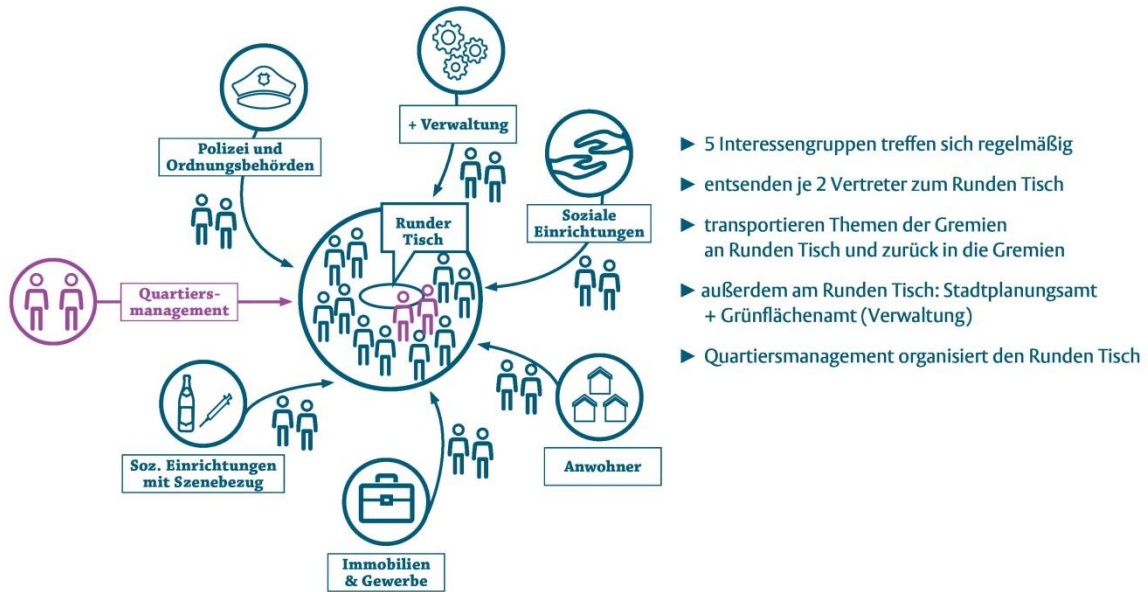 + Verwaltung
Polizei und
Ordnungsbehörden
Soziale
Einrichtungen
Runder
Tisch
Quartiers-
management
Soz. Einrichtungen
mit Szenebezug
Anwohner
Immobilien
& Gewerbe
► 5 Interessengruppen treffen sich regelmäßig
► entsenden je 2 Vertreter zum Runden Tisch
► transportieren Themen der Gremien
an Runden Tisch und zurück in die Gremien
► außerdem am Runden Tisch: Stadtplanungsamt
+ Grünflächenamt (Verwaltung)
► Quartiersmanagement organisiert den Runden Tisch